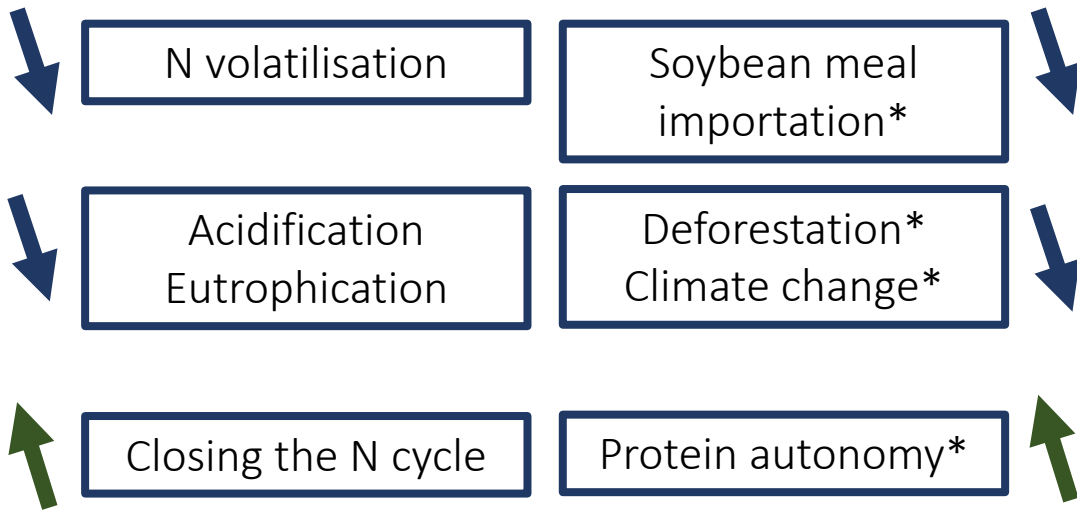 N volatilisation
Soybean meal
importation*
Acidification
Eutrophication
Deforestation*
Climate change*
Closing the N cycle
Protein autonomy*